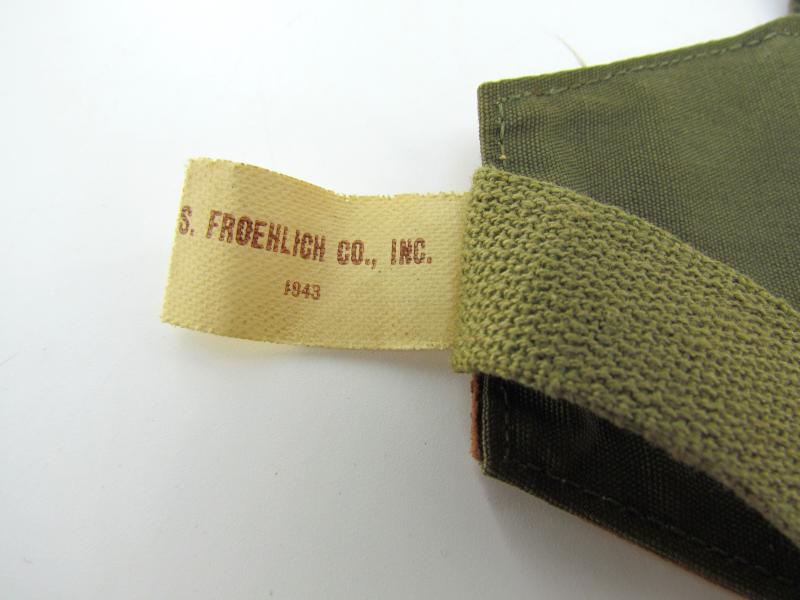 S. FROEHLICH CO., INC.
1943